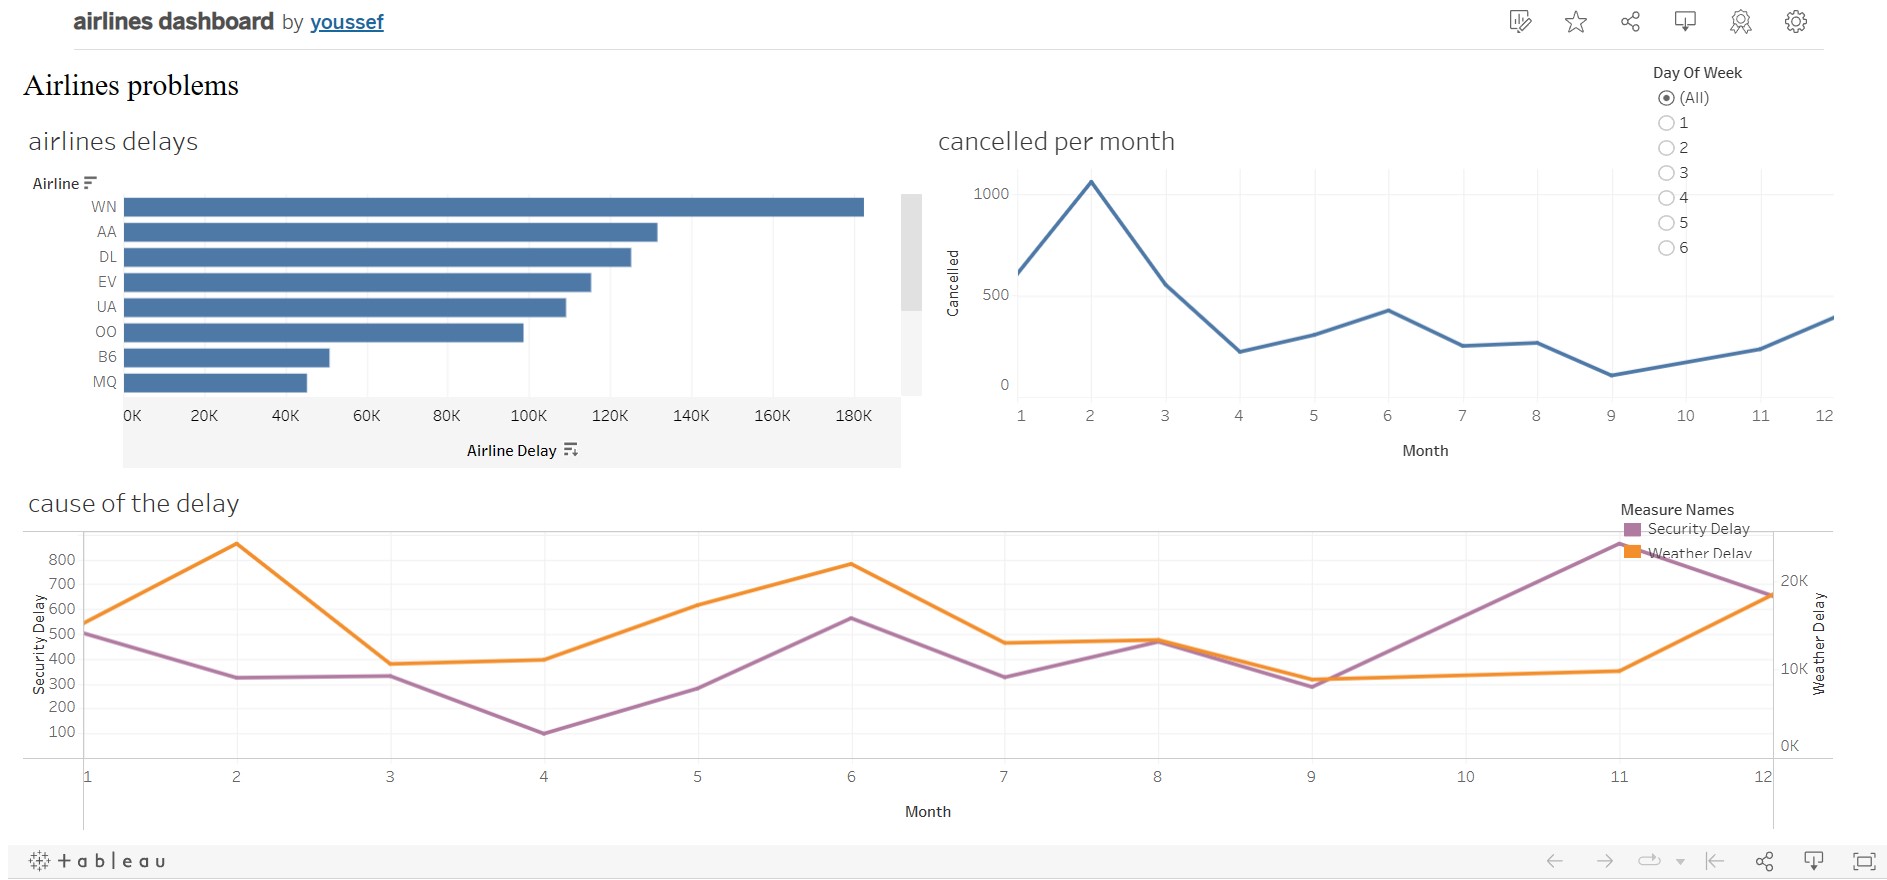 airlines dashboard by youssef
Airlines problems
Day Of Week
(All)
1
2
3
4
5
6
airlines delays
Airline
WN
AA
DL
EV
UA
OO
B6
MQ
0K 20K 40K 60K 80K 100K 120K 140K 160K 180K
Airline Delay
cancelled per month
Cancelled
1000
500
0
1 2 3 4 5 6 7 8 9 10 11 12
Month
cause of the delay
Measure Names
Security Delay
Weather Delay
Security Delay
800
700
600
500
400
300
200
100
20K
10K
0K
Weather Delay
1 2 3 4 5 6 7 8 9 10 11 12
Month
+ a b l e a u